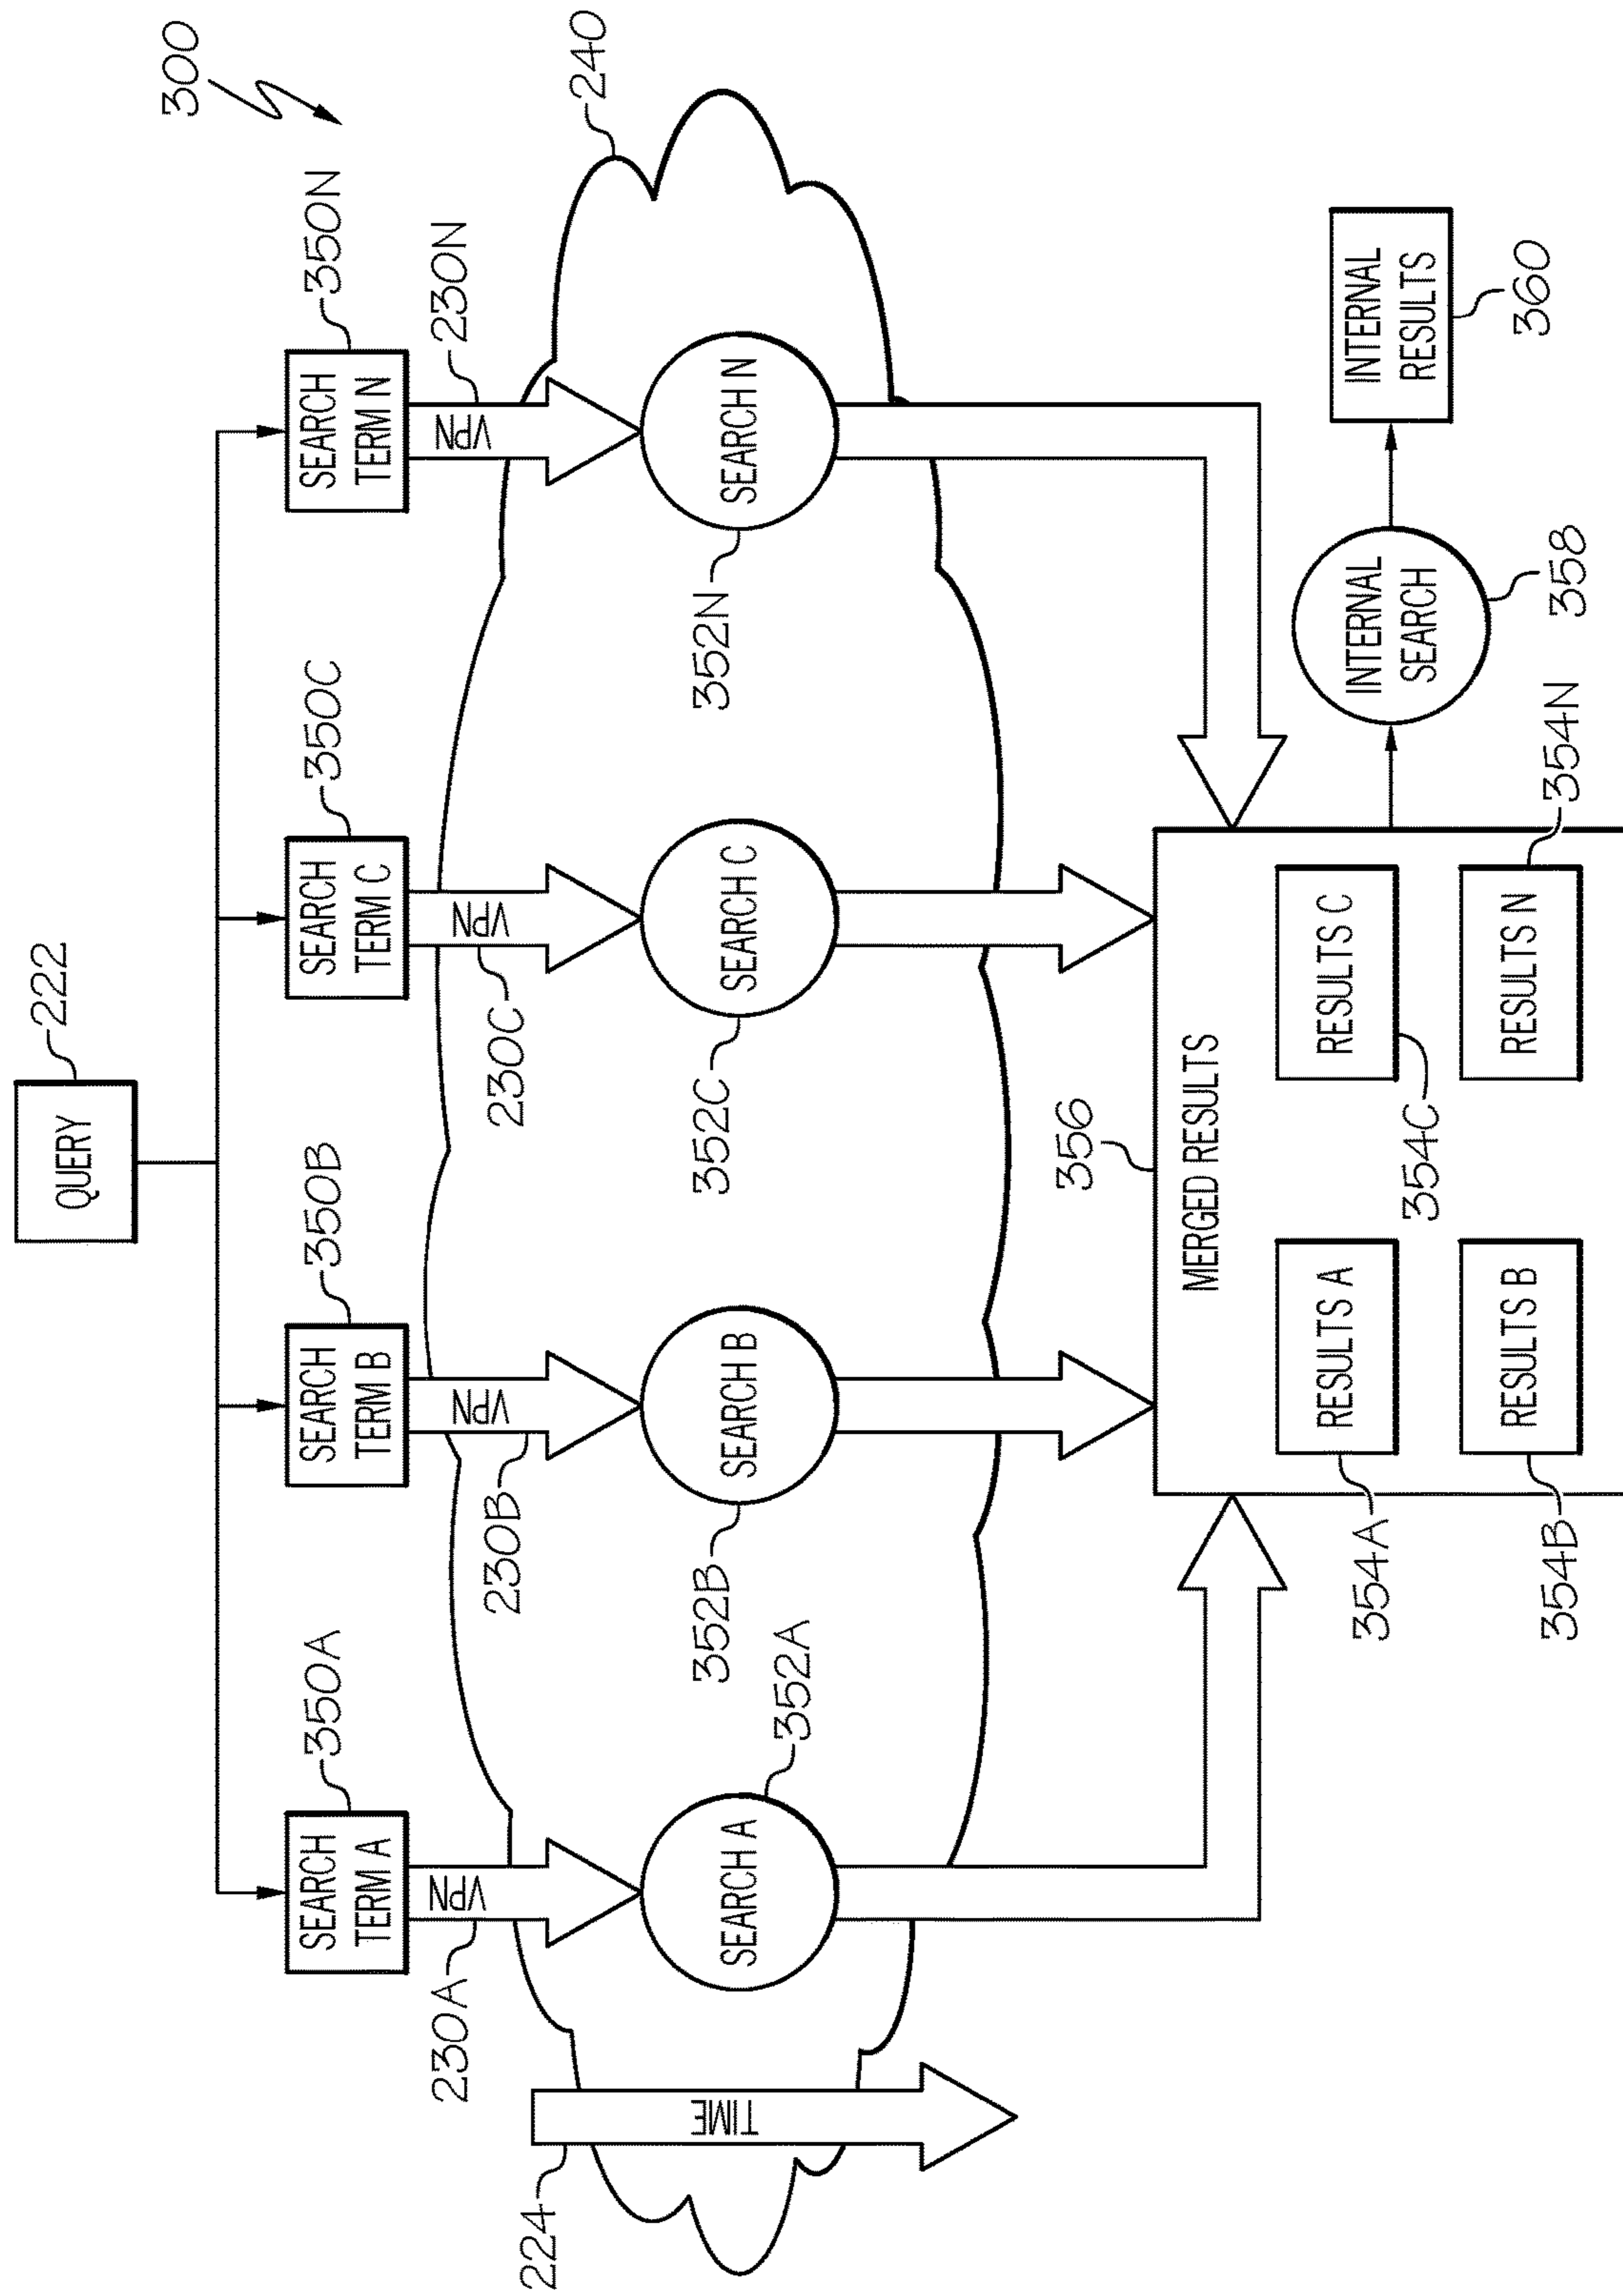 300
QUERY
222
SEARCH
TERM A
350A
SEARCH
TERM B
350B
SEARCH
TERM C
350C
SEARCH
TERM N
350N
VPN
230A
VPN
230B
VPN
230C
VPN
230N
240
224
TIME
SEARCH A
352A
SEARCH B
352B
SEARCH C
352C
SEARCH N
352N
356
MERGED RESULTS
RESULTS A
354A
RESULTS C
354C
RESULTS B
354B
RESULTS N
354N
INTERNAL
SEARCH
358
INTERNAL
RESULTS
360